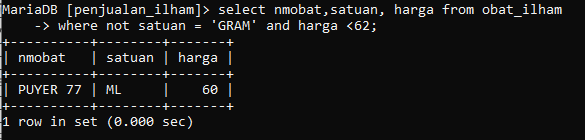 MariaDB [penjualan_ilham]> select nmobat,satuan, harga from obat_ilham
    -> where not satuan = 'GRAM' and harga <62;
+----------+--------+-------+
| nmobat   | satuan | harga |
+----------+--------+-------+
| PUYER 77 | ML     |    60 |
+----------+--------+-------+
1 row in set (0.000 sec)